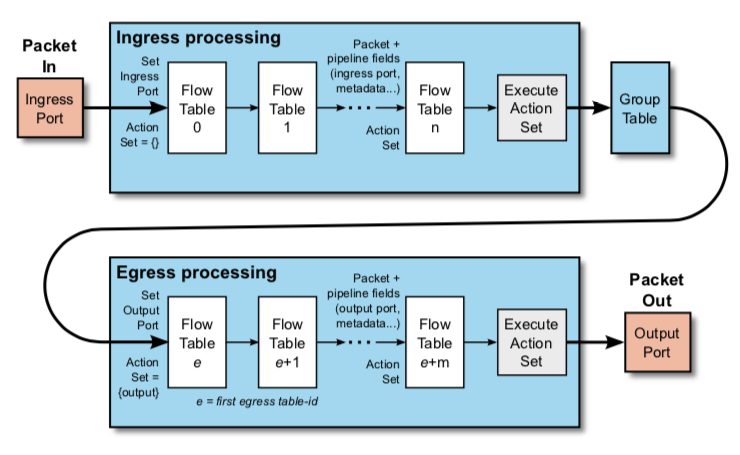 Ingress processing
Packet
In
Ingress
Port
Set
Ingress
Port
Action
Set = {}
Flow
Table
0
Flow
Table
1
Packet +
pipeline fields
(ingress port,
metadata...)
Action
Set
Flow
Table
n
Execute
Action
Set
Group
Table
Egress processing
Set
Output
Port
Action
Set =
{output}
Flow
Table
e
Flow
Table
e+1
e = first egress table-id
Packet +
pipeline fields
(output port,
metadata...)
Action
Set
Flow
Table
e+m
Execute
Action
Set
Packet
Out
Output
Port